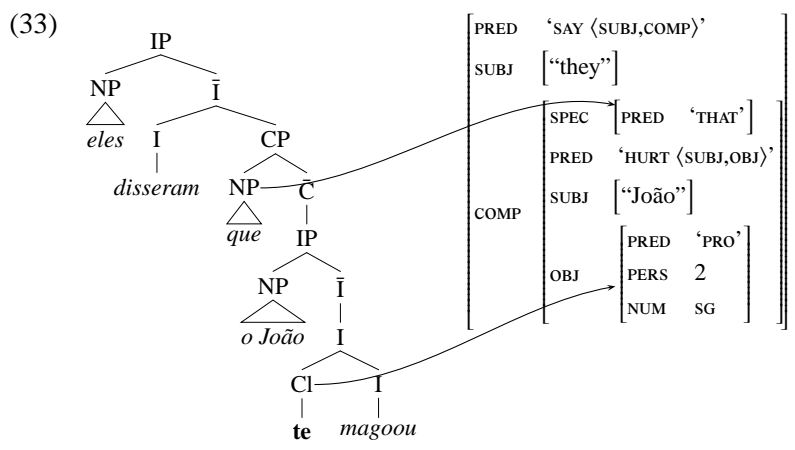 (33)
IP
NP Ī
eles I CP
disseram NP C̄
que IP
NP Ī
o João I
Cl I
te magoou
PRED ‘SAY ⟨SUBJ,COMP⟩’
SUBJ [“they”]
SPEC [PRED ‘THAT’]
PRED ‘HURT ⟨SUBJ,OBJ⟩’
SUBJ [“João”]
COMP
PRED ‘PRO’
OBJ PERS 2
NUM SG